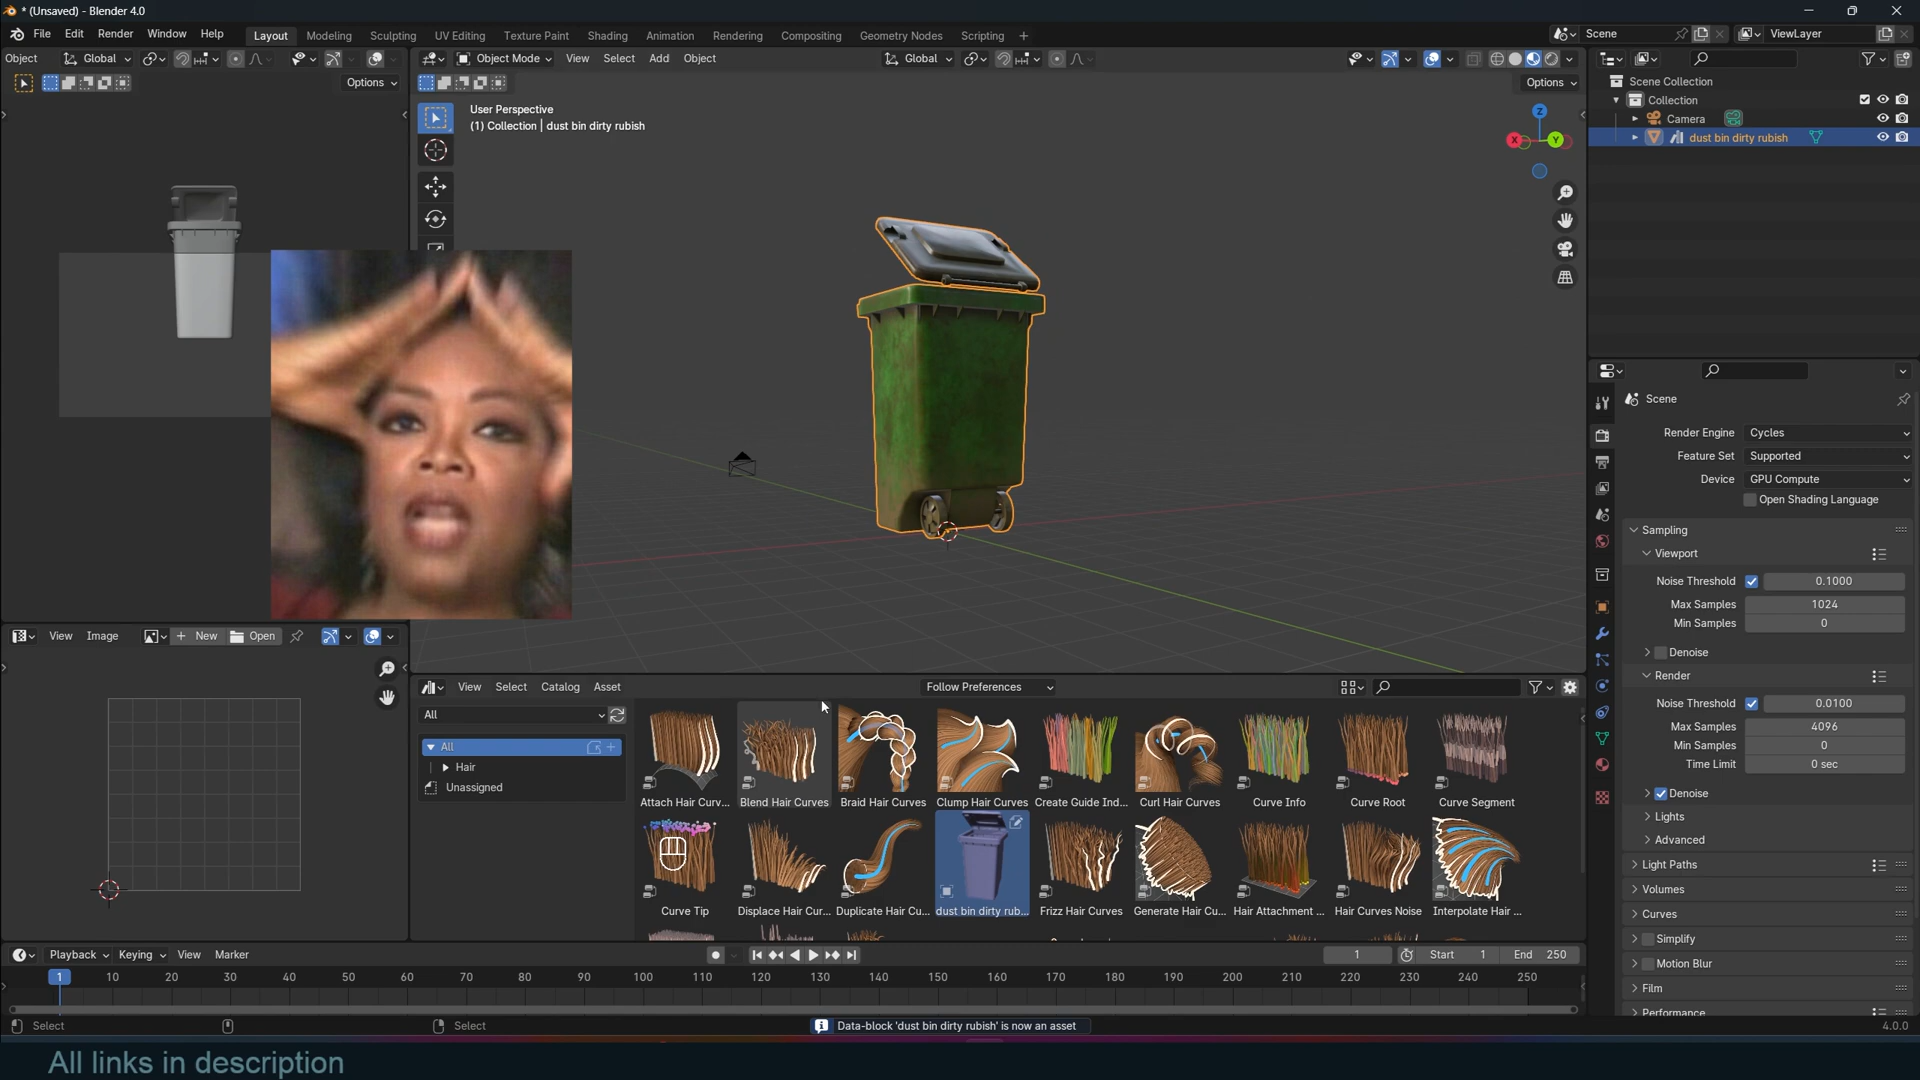 * (Unsaved) - Blender 4.0
File Edit Render Window Help
Layout Modeling Sculpting UV Editing Texture Paint Shading Animation Rendering Compositing Geometry Nodes Scripting +
Scene
ViewLayer
Object Global
Object Mode View Select Add Object Global
Options
Options
User Perspective
(1) Collection | dust bin dirty rubish
Z
X
Y
Scene Collection
Collection
Camera
dust bin dirty rubish
Scene
Render Engine Cycles
Feature Set Supported
Device GPU Compute
Open Shading Language
Sampling
Viewport
Noise Threshold 0.1000
Max Samples 1024
Min Samples 0
Denoise
Render
Noise Threshold 0.0100
Max Samples 4096
Min Samples 0
Time Limit 0 sec
Denoise
Lights
Advanced
Light Paths
Volumes
Curves
Simplify
Motion Blur
Film
Performance
View Image New Open
View Select Catalog Asset Follow Preferences
All
All
Hair
Unassigned
Attach Hair Curv... Blend Hair Curves Braid Hair Curves Clump Hair Curves Create Guide Ind... Curl Hair Curves Curve Info Curve Root Curve Segment
Curve Tip Displace Hair Cur... Duplicate Hair Cu... dust bin dirty rub... Frizz Hair Curves Generate Hair Cu... Hair Attachment ... Hair Curves Noise Interpolate Hair ...
Playback Keying View Marker 1 Start 1 End 250
1 10 20 30 40 50 60 70 80 90 100 110 120 130 140 150 160 170 180 190 200 210 220 230 240 250
Select Select Data-block 'dust bin dirty rubish' is now an asset 4.0.0
All links in description